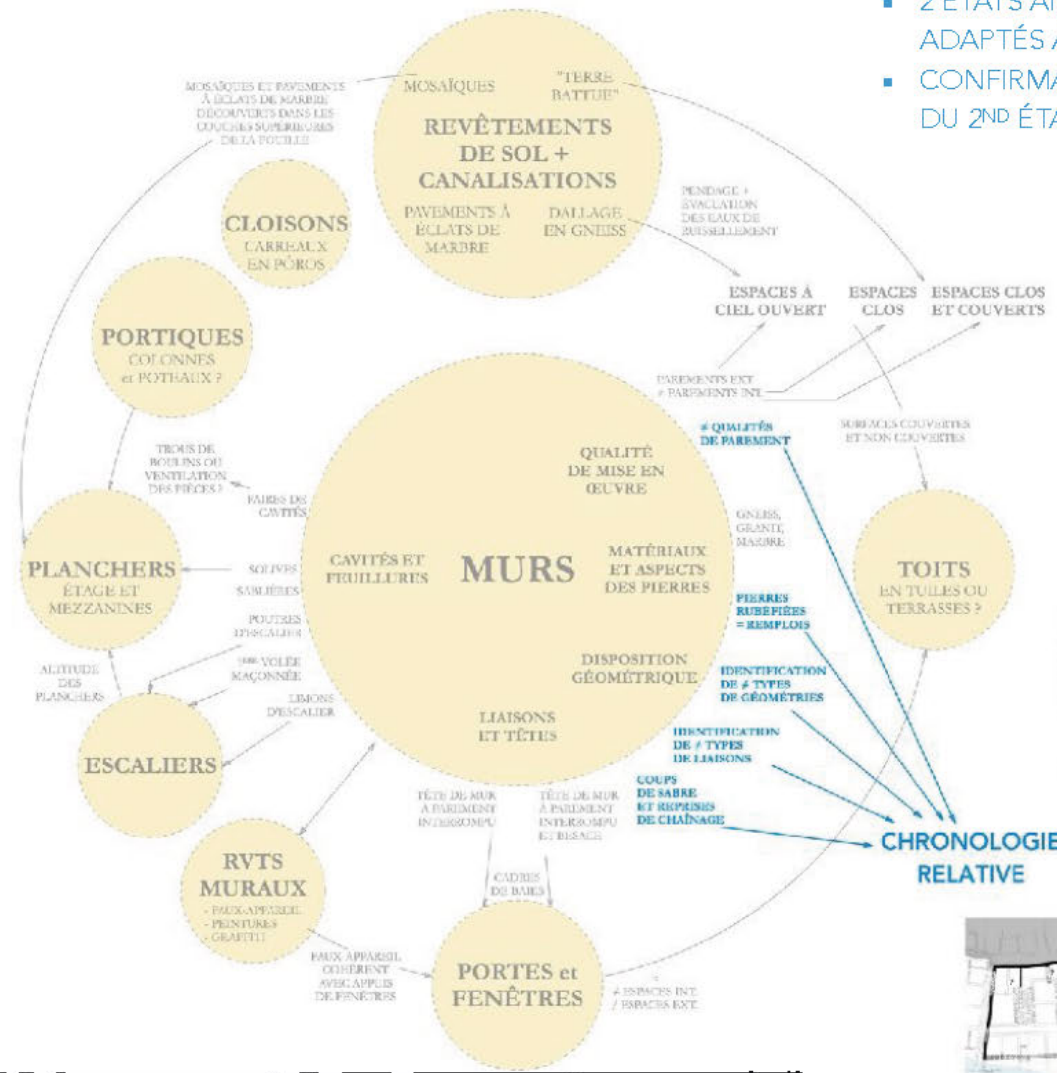 2 ÉTATS
ADAPTÉS
CONFIRMA
DU 2ND ÉTA
MOSAÏQUES ET PAVEMENTS
À ÉCLATS DE MARBRE
DÉCOUVERTS DANS LES
COUCHES SUPÉRIEURES
DE LA FOUILLE
MOSAÏQUES
"TERRE
BATTUE"
REVÊTEMENTS
DE SOL +
CANALISATIONS
PAVEMENTS À
ÉCLATS DE
MARBRE
DALLAGE
EN GNEISS
PENDAGE +
ÉVACUATION
DES EAUX DE
RUISSELLEMENT
CLOISONS
CARREAUX
EN PÔROS
ESPACES À
CIEL OUVERT
ESPACES
CLOS
ESPACES CLOS
ET COUVERTS
PORTIQUES
COLONNES
et POTEAUX ?
PAREMENTS EXT.
≠ PAREMENTS INT.
≠ QUALITÉS
DE PAREMENT
SURFACES COUVERTES
ET NON COUVERTES
TROUS DE
BOULINS OU
VENTILATION
DES PIÈCES ?
PAIRES DE
CAVITÉS
QUALITÉ
DE MISE EN
ŒUVRE
GNEISS,
GRANIT,
MARBRE
PLANCHERS
ÉTAGE ET
MEZZANINES
SOLIVES
SABLIÈRES
CAVITÉS ET
FEUILLURES
MURS
MATÉRIAUX
ET ASPECTS
DES PIERRES
TOITS
EN TUILES OU
TERRASSES ?
PIERRES
RUBÉFIÉES
= REMPLOIS
POUTRES
D'ESCALIER
1ÈRE VOLÉE
MAÇONNÉE
LIMONS
D'ESCALIER
ALTITUDE
DES
PLANCHERS
DISPOSITION
GÉOMÉTRIQUE
IDENTIFICATION
DE ≠ TYPES
DE GÉOMÉTRIES
LIAISONS
ET TÊTES
IDENTIFICATION
DE ≠ TYPES
DE LIAISONS
ESCALIERS
TÊTE DE MUR
À PAREMENT
INTERROMPU
TÊTE DE MUR
À PAREMENT
INTERROMPU
ET BESACE
COUPS
DE SABRE
ET REPRISES
DE CHAÎNAGE
CHRONOLOGIE
RELATIVE
RVTS
MURAUX
- FAUX-APPAREIL
- PEINTURES
- GRAFFITI
CADRES
DE BAIES
FAUX APPAREIL
COHÉRENT
AVEC APPUIS
DE FENÊTRES
PORTES et
FENÊTRES
≠ ESPACES INT.
/ ESPACES EXT.